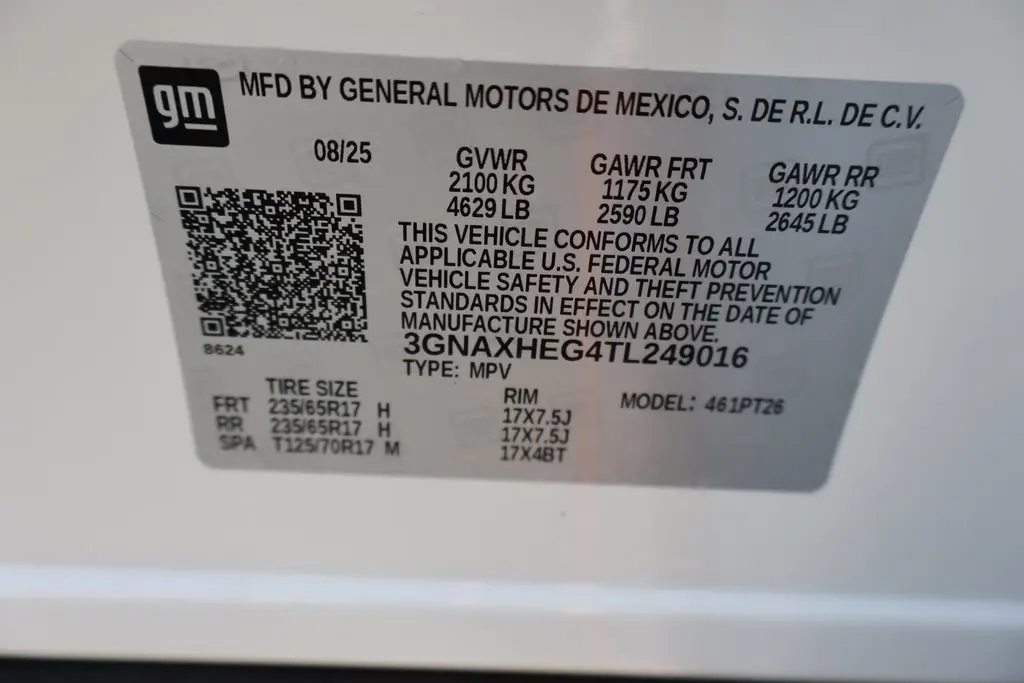 gm
MFD BY GENERAL MOTORS DE MEXICO, S. DE R.L. DE C.V.
08/25
GVWR GAWR FRT GAWR RR
2100 KG 1175 KG 1200 KG
4629 LB 2590 LB 2645 LB
THIS VEHICLE CONFORMS TO ALL
APPLICABLE U.S. FEDERAL MOTOR
VEHICLE SAFETY AND THEFT PREVENTION
STANDARDS IN EFFECT ON THE DATE OF
MANUFACTURE SHOWN ABOVE.
8624
3GNAXHEG4TL249016
TYPE: MPV
TIRE SIZE RIM MODEL: 461PT26
FRT 235/65R17 H 17X7.5J
RR 235/65R17 H 17X7.5J
SPA T125/70R17 M 17X4BT